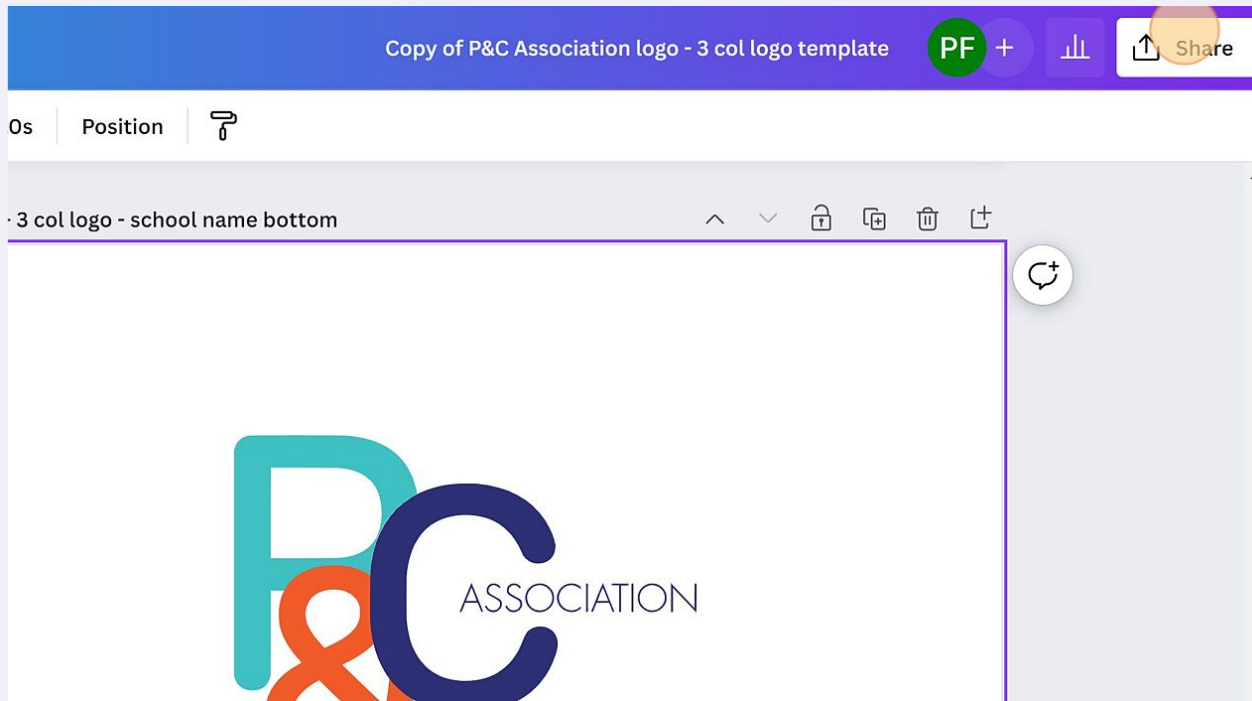 Copy of P&C Association logo - 3 col logo template PF + Share
0s Position
- 3 col logo - school name bottom
P&C
ASSOCIATION